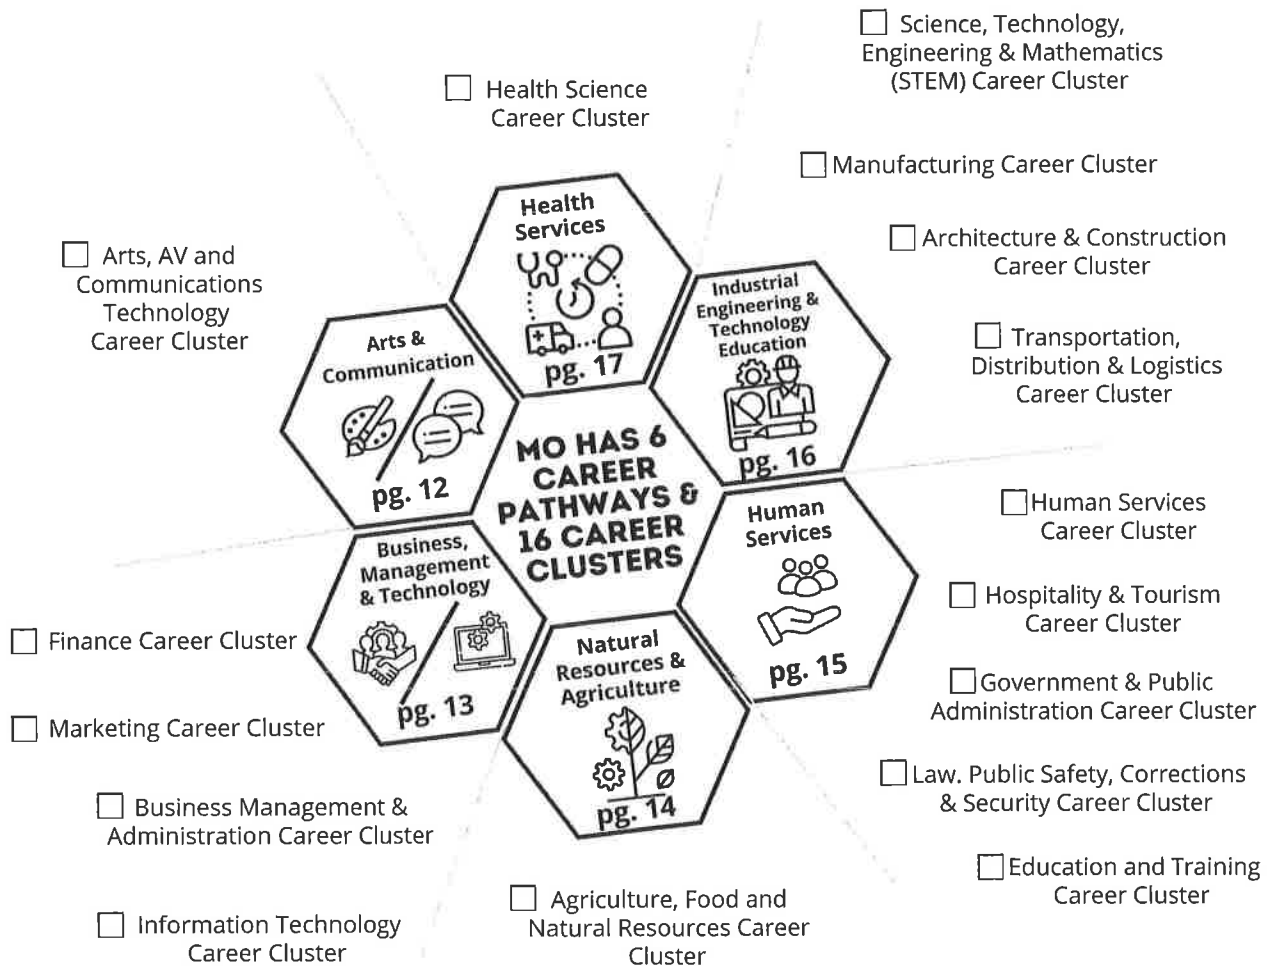 Science, Technology,
Engineering & Mathematics
(STEM) Career Cluster
Health Science
Career Cluster
Manufacturing Career Cluster
Architecture & Construction
Career Cluster
Transportation,
Distribution & Logistics
Career Cluster
Arts, AV and
Communications
Technology
Career Cluster
Health
Services
pg. 17
Industrial
Engineering &
Technology
Education
pg. 16
Arts &
Communication
pg. 12
MO HAS 6
CAREER
PATHWAYS &
16 CAREER
CLUSTERS
Human
Services
pg. 15
Business,
Management
& Technology
pg. 13
Natural
Resources &
Agriculture
pg. 14
Human Services
Career Cluster
Hospitality & Tourism
Career Cluster
Government & Public
Administration Career Cluster
Law. Public Safety, Corrections
& Security Career Cluster
Education and Training
Career Cluster
Finance Career Cluster
Marketing Career Cluster
Business Management &
Administration Career Cluster
Information Technology
Career Cluster
Agriculture, Food and
Natural Resources Career
Cluster